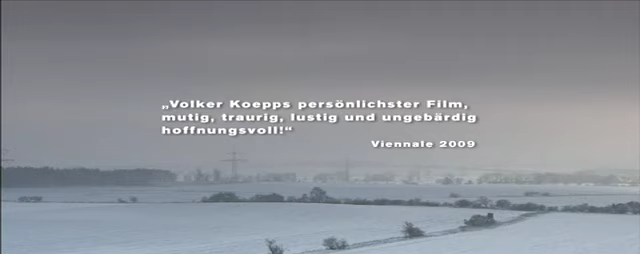 „Volker Koepps persönlichster Film,
mutig, traurig, lustig und ungebärdig
hoffnungsvoll!“
Viennale 2009